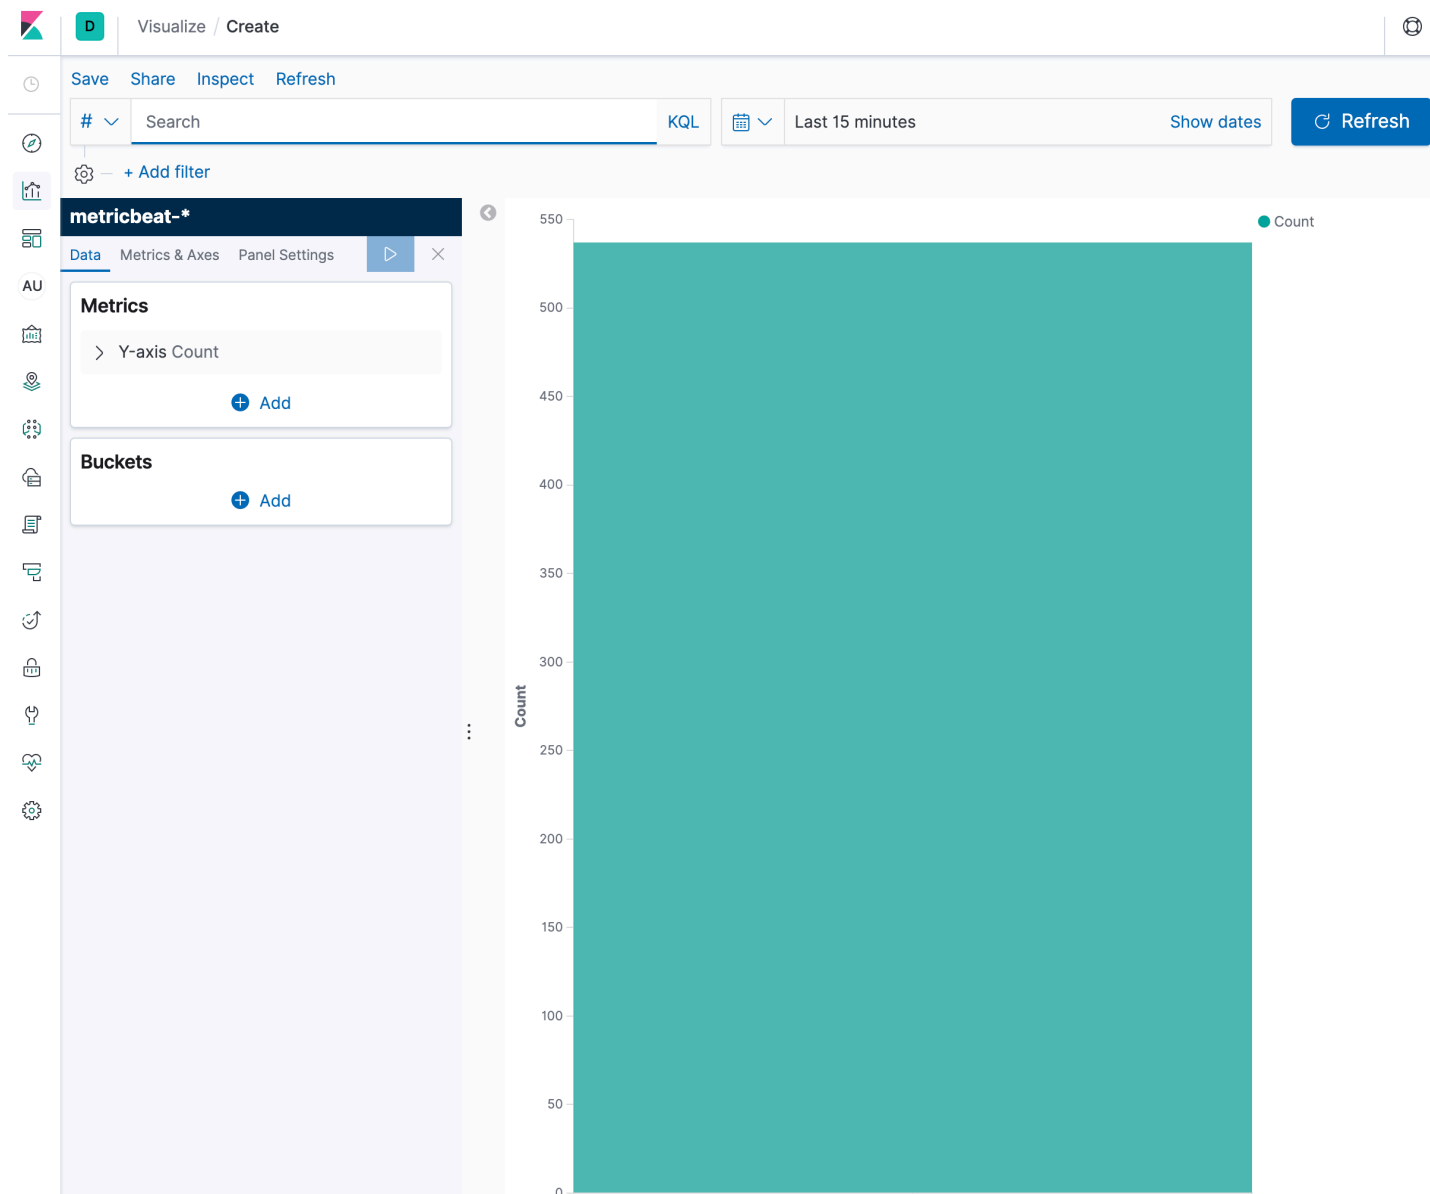 D Visualize / Create
Save Share Inspect Refresh
# Search KQL Last 15 minutes Show dates Refresh
+ Add filter
metricbeat-*
Data Metrics & Axes Panel Settings
AU
Metrics
Y-axis Count
Add
Buckets
Add
Count
550
500
450
400
350
300
250
200
150
100
50
0
Count